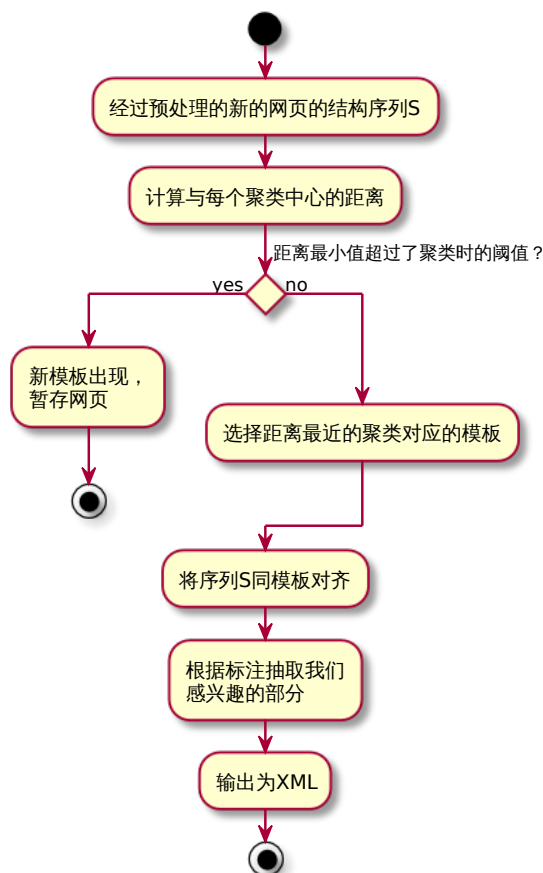 经过预处理的新的网页的结构序列S
计算与每个聚类中心的距离
距离最小值超过了聚类时的阈值？
yes
no
新模板出现，
暂存网页
选择距离最近的聚类对应的模板
将序列S同模板对齐
根据标注抽取我们
感兴趣的部分
输出为XML